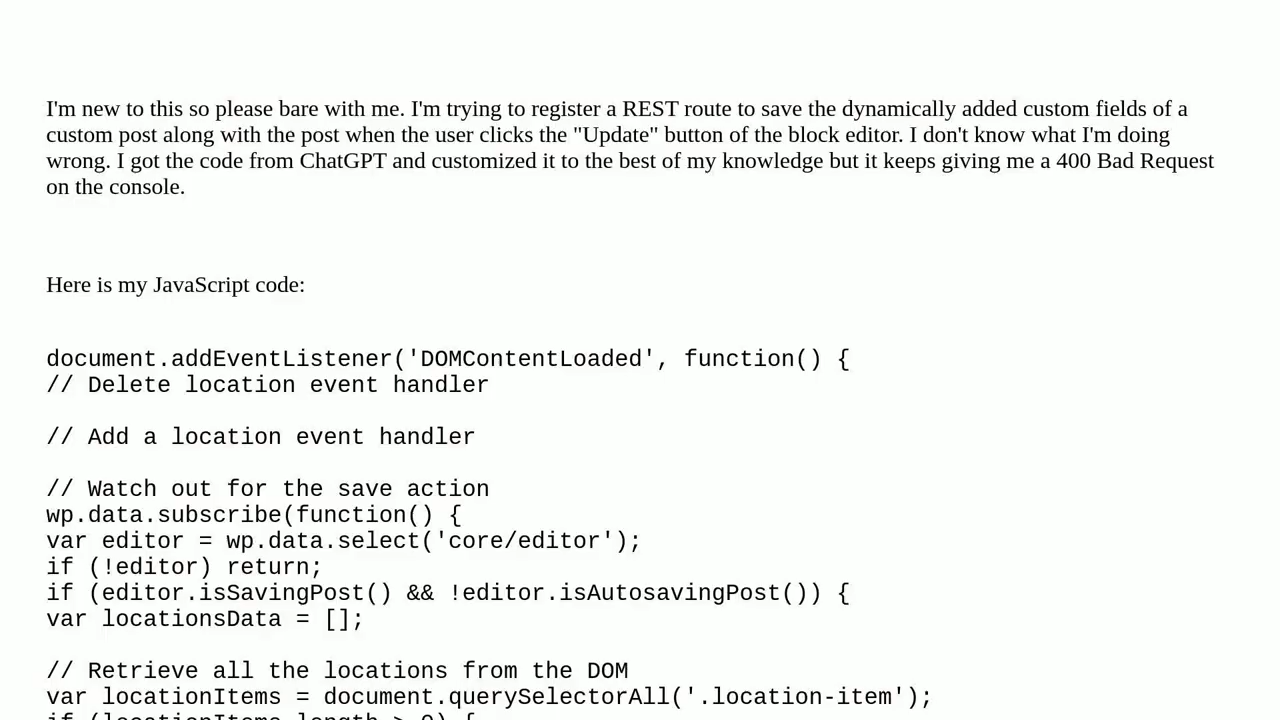 I'm new to this so please bare with me. I'm trying to register a REST route to save the dynamically added custom fields of a
custom post along with the post when the user clicks the "Update" button of the block editor. I don't know what I'm doing
wrong. I got the code from ChatGPT and customized it to the best of my knowledge but it keeps giving me a 400 Bad Request
on the console.
Here is my JavaScript code:
document.addEventListener('DOMContentLoaded', function() {
// Delete location event handler
// Add a location event handler
// Watch out for the save action
wp.data.subscribe(function() {
var editor = wp.data.select('core/editor');
if (!editor) return;
if (editor.isSavingPost() && !editor.isAutosavingPost()) {
var locationsData = [];
// Retrieve all the locations from the DOM
var locationItems = document.querySelectorAll('.location-item');
if (locationItems.length > 0) {